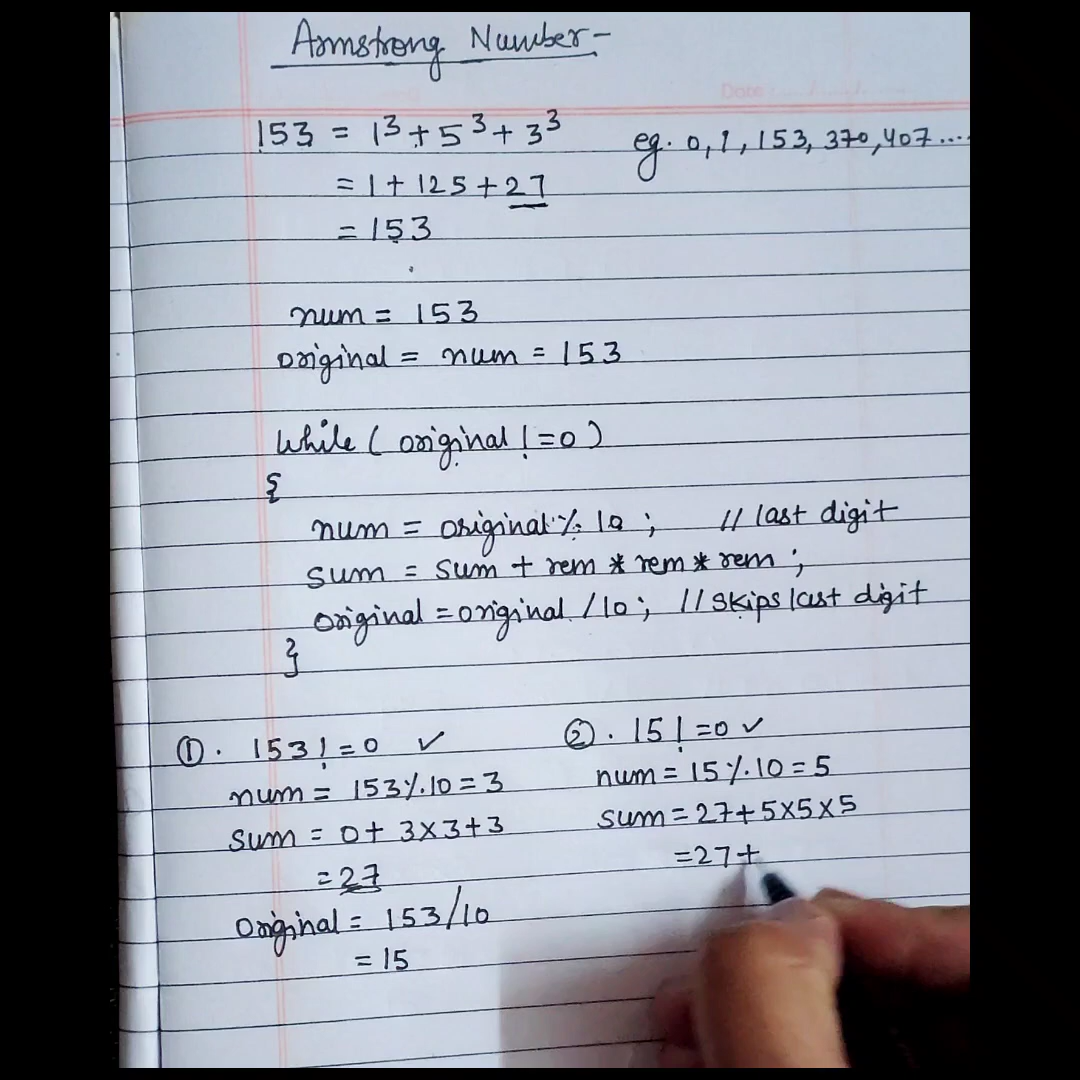 Armstrong Number-
Date :...../...../.....
153 = 1³ + 5³ + 3³
eg. 0, 1, 153, 370, 407 ....
= 1 + 125 + 27
= 153
num = 153
original = num = 153
while ( original != 0 )
{
num = original % 10 ; // last digit
sum = sum + rem * rem * rem ;
original = original / 10 ; // skips last digit
}
①. 153 != 0 ✓
num = 153 % 10 = 3
sum = 0 + 3 × 3 + 3
= 27
original = 153/10
= 15
②. 15 != 0 ✓
num = 15 % 10 = 5
sum = 27 + 5 × 5 × 5
= 27 +